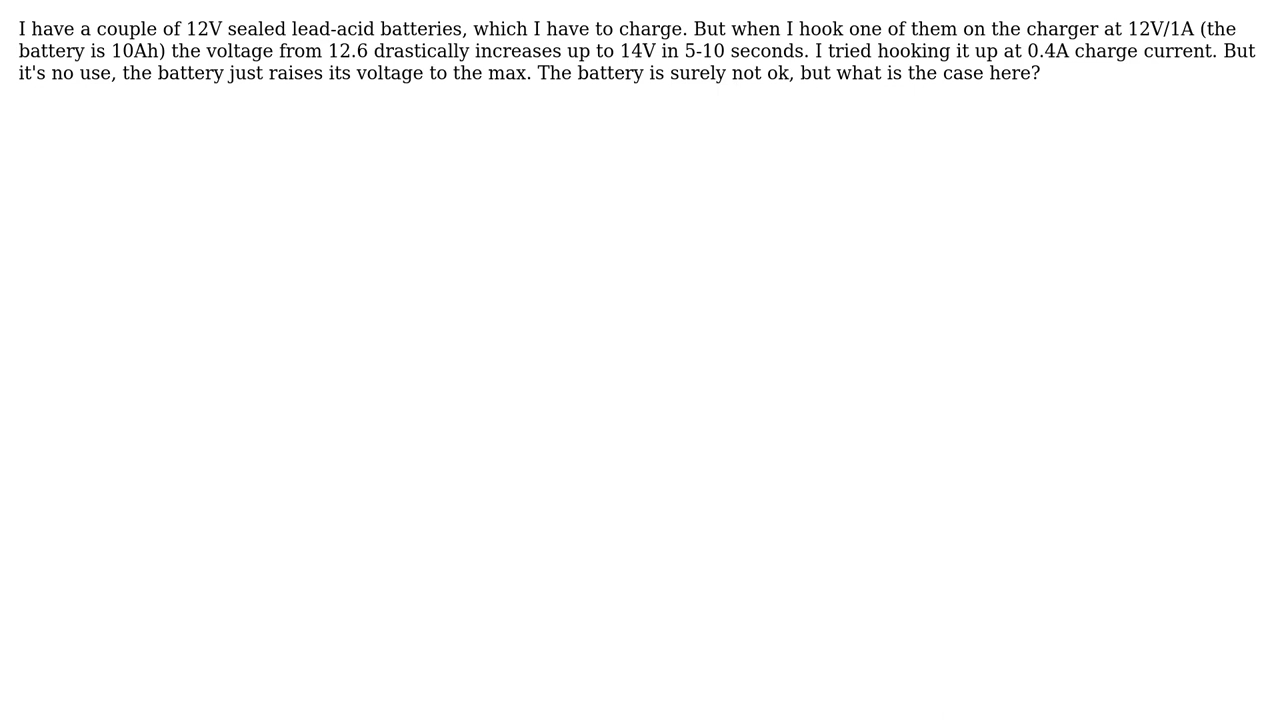 I have a couple of 12V sealed lead-acid batteries, which I have to charge. But when I hook one of them on the charger at 12V/1A (the
battery is 10Ah) the voltage from 12.6 drastically increases up to 14V in 5-10 seconds. I tried hooking it up at 0.4A charge current. But
it's no use, the battery just raises its voltage to the max. The battery is surely not ok, but what is the case here?